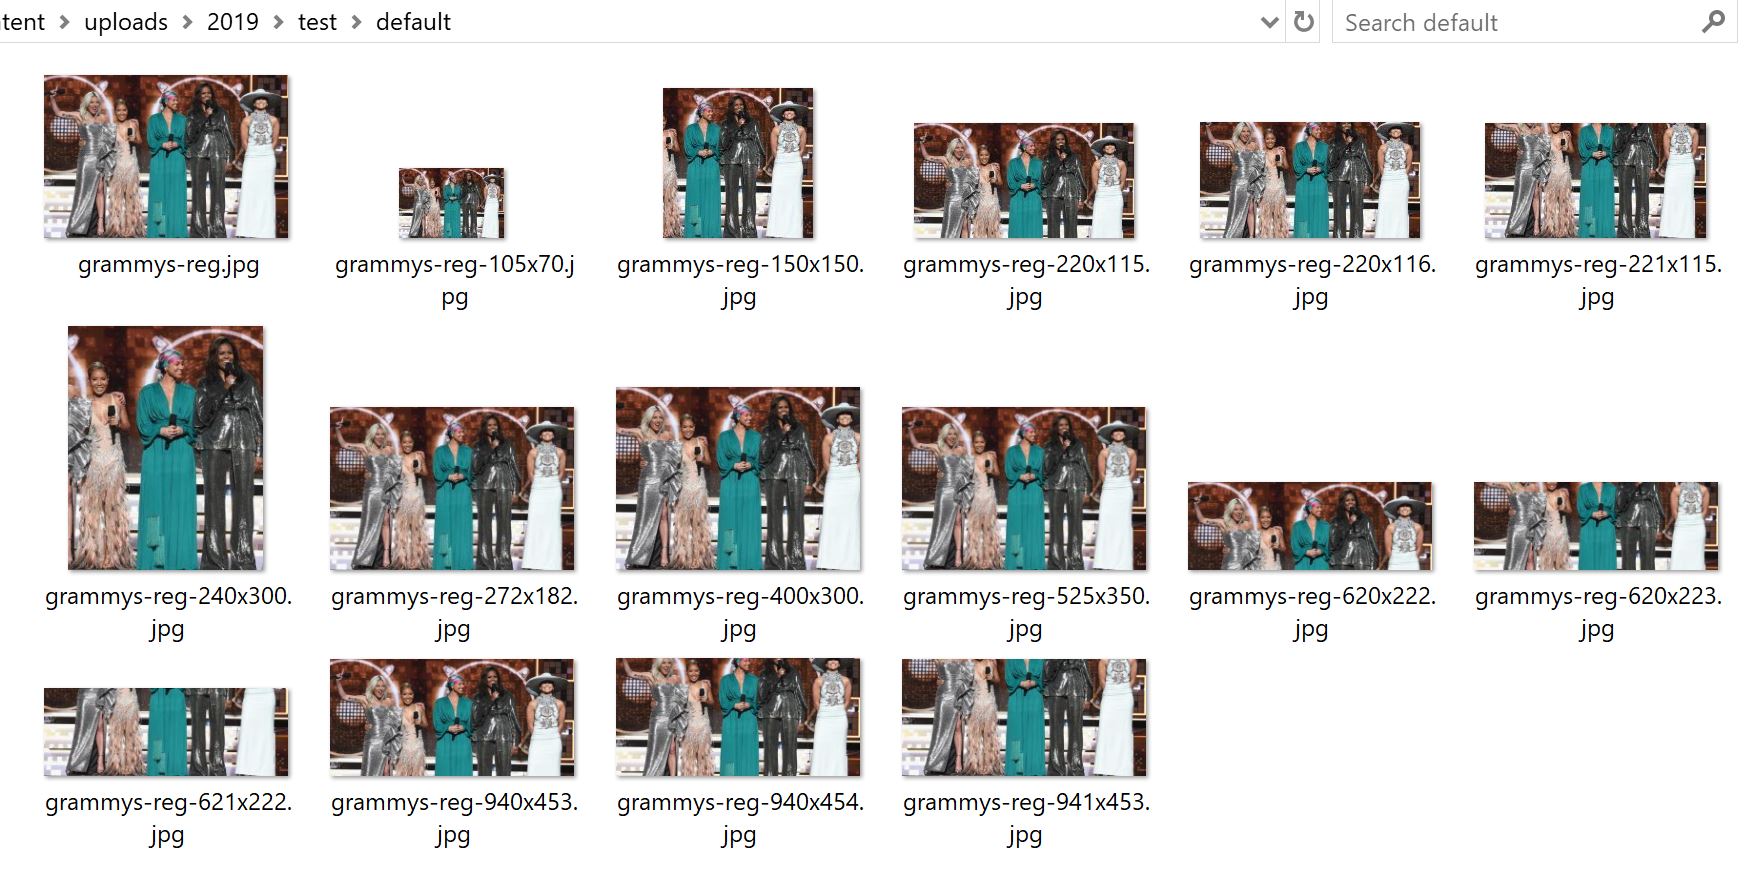 tent > uploads > 2019 > test > default
Search default
grammys-reg.jpg
grammys-reg-105x70.j
pg
grammys-reg-150x150.
jpg
grammys-reg-220x115.
jpg
grammys-reg-220x116.
jpg
grammys-reg-221x115.
jpg
grammys-reg-240x300.
jpg
grammys-reg-272x182.
jpg
grammys-reg-400x300.
jpg
grammys-reg-525x350.
jpg
grammys-reg-620x222.
jpg
grammys-reg-620x223.
jpg
grammys-reg-621x222.
jpg
grammys-reg-940x453.
jpg
grammys-reg-940x454.
jpg
grammys-reg-941x453.
jpg